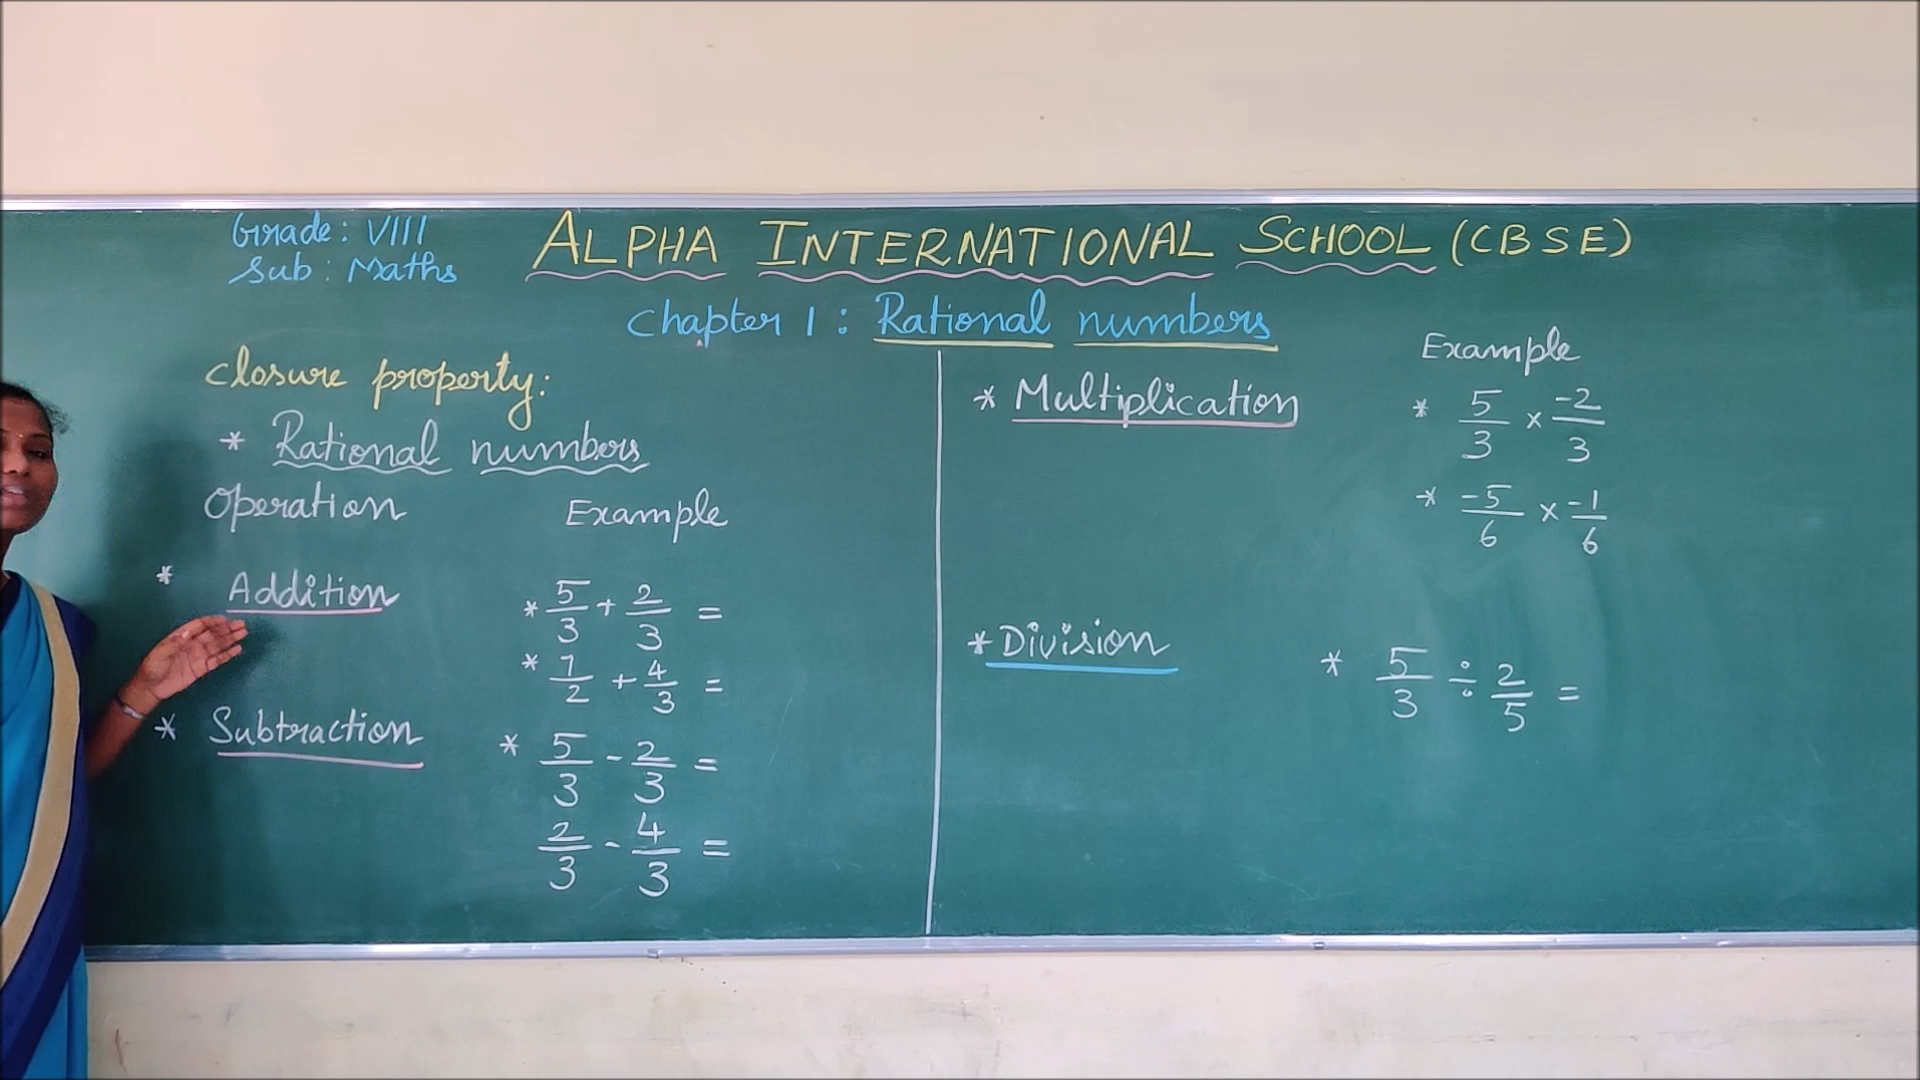 Grade: VIII
Sub: Maths
ALPHA INTERNATIONAL SCHOOL (CBSE)
Chapter 1: Rational numbers
Closure property:
* Rational numbers
Operation Example
* Addition
* 5/3 + 2/3 =
* 1/2 + 4/3 =
* Subtraction
* 5/3 - 2/3 =
2/3 - 4/3 =
Example
* Multiplication
* 5/3 × -2/3
* -5/6 × -1/6
* Division
* 5/3 ÷ 2/5 =